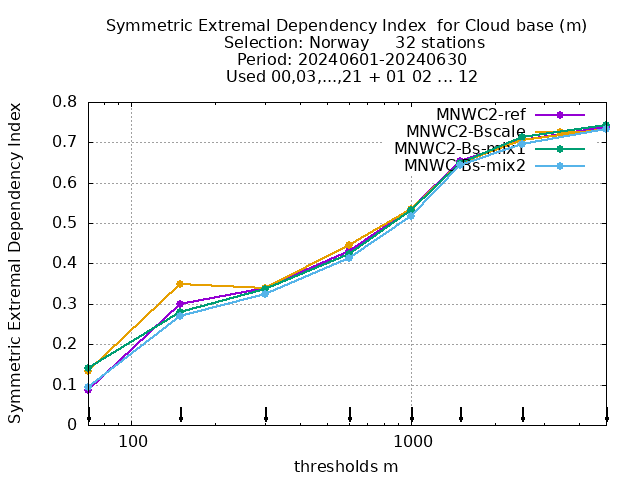 Symmetric Extremal Dependency Index for Cloud base (m)
Selection: Norway 32 stations
Period: 20240601-20240630
Used 00,03,...,21 + 01 02 ... 12
Symmetric Extremal Dependency Index
0.8
0.7
0.6
0.5
0.4
0.3
0.2
0.1
0
MNWC2-ref
MNWC2-Bscale
MNWC2-Bs-mix1
MNWC Bs-mix2
100
1000
thresholds m